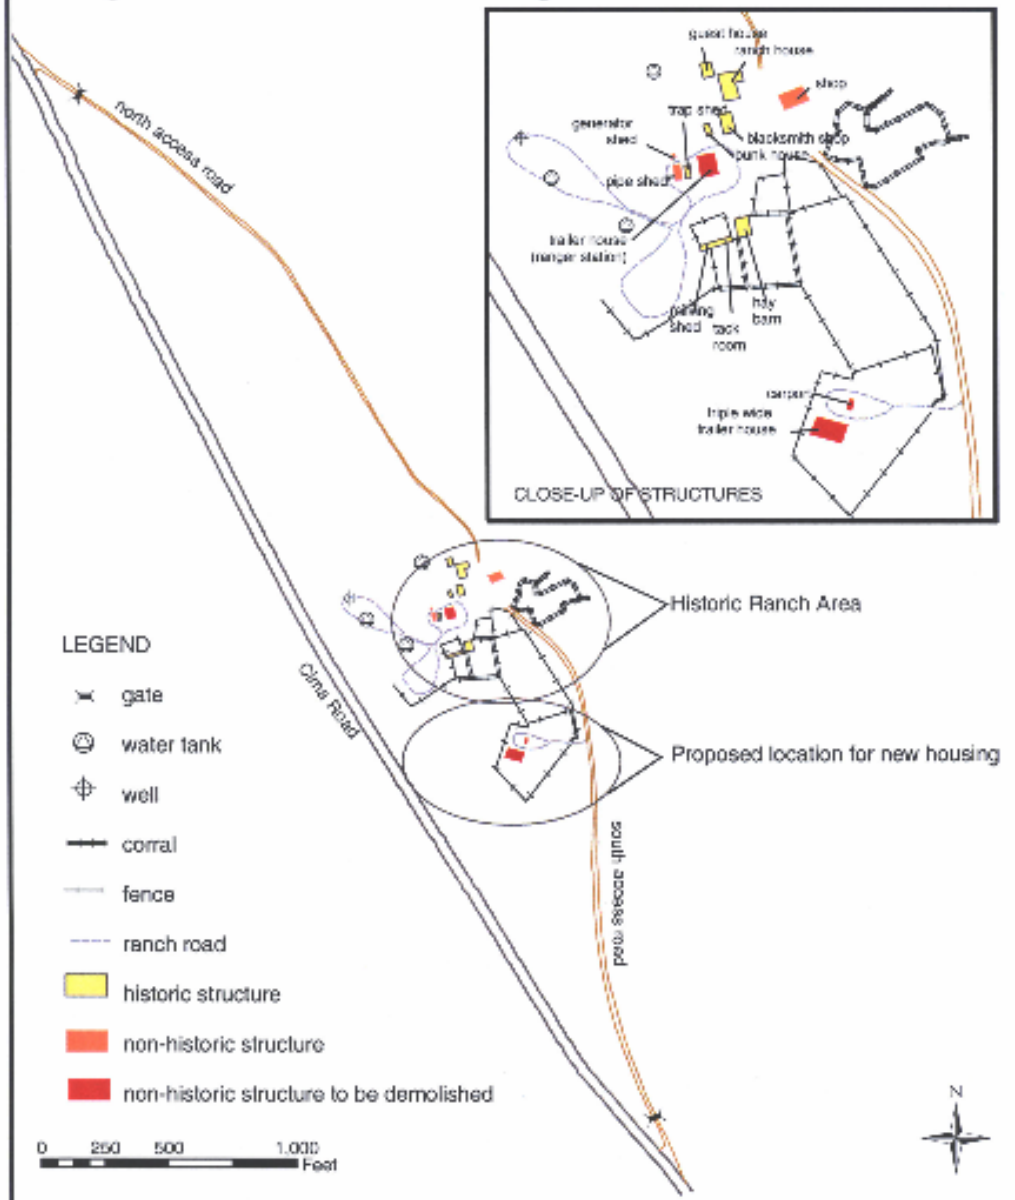 guest house
ranch house
shop
trap shed
generator
shed
blacksmith shop
bunk house
pipe shed
trailer house
(ranger station)
milking
shed
tack
room
hay
barn
carport
triple wide
trailer house
CLOSE-UP OF STRUCTURES
north access road
Historic Ranch Area
Cima Road
Proposed location for new housing
south access road
LEGEND
gate
water tank
well
corral
fence
ranch road
historic structure
non-historic structure
non-historic structure to be demolished
0 250 500 1,000
Feet
N